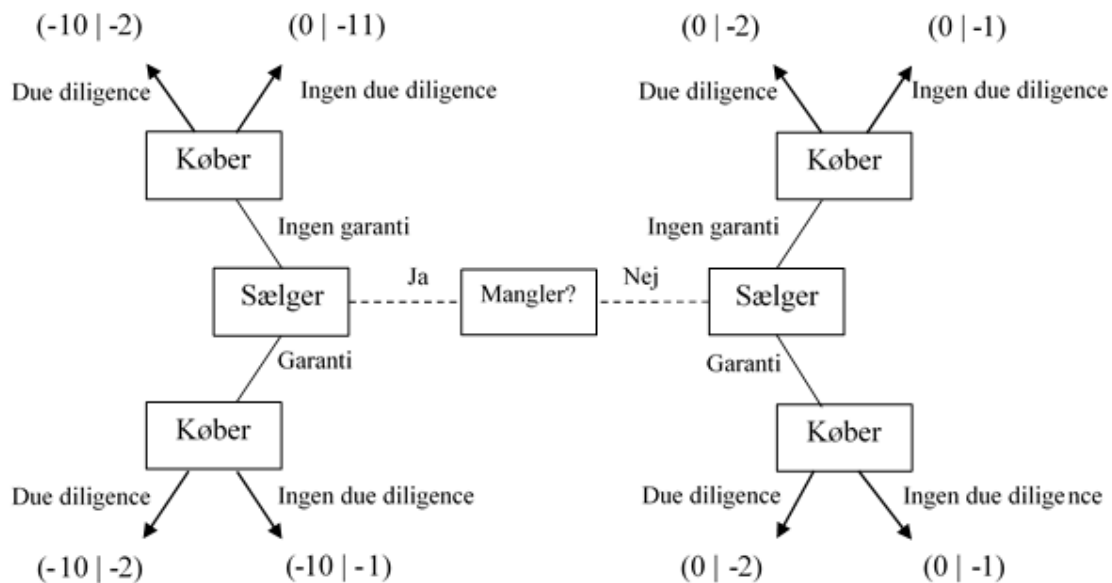 (-10 | -2)
(0 | -11)
(0 | -2)
(0 | -1)
Due diligence
Ingen due diligence
Due diligence
Ingen due diligence
Køber
Køber
Ingen garanti
Ingen garanti
Sælger
Ja
Mangler?
Nej
Sælger
Garanti
Garanti
Køber
Køber
Due diligence
Ingen due diligence
Due diligence
Ingen due diligence
(-10 | -2)
(-10 | -1)
(0 | -2)
(0 | -1)